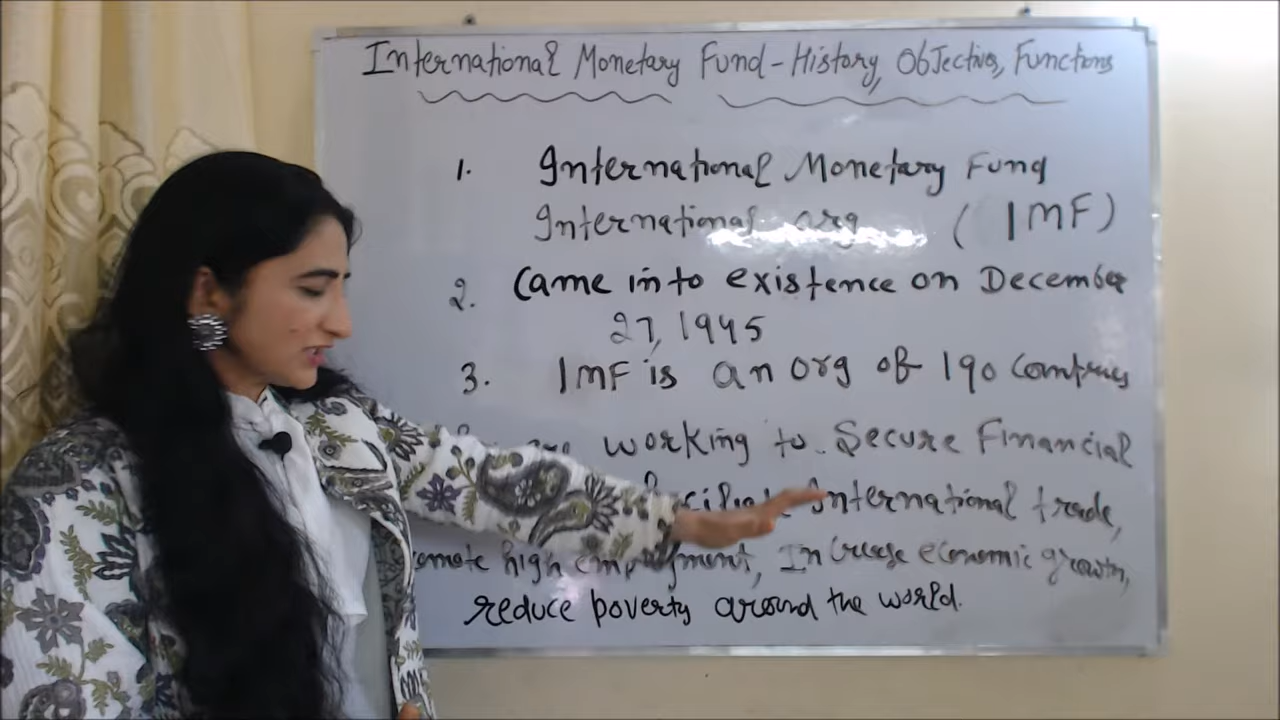 International Monetary Fund - History, Objectives, Functions
1. International Monetary Fund
International org (IMF)
2. Came into existence on December
27, 1945
3. IMF is an org of 190 Countries
working to Secure Financial
International trade,
high employment, Increase economic growth,
reduce poverty around the world.